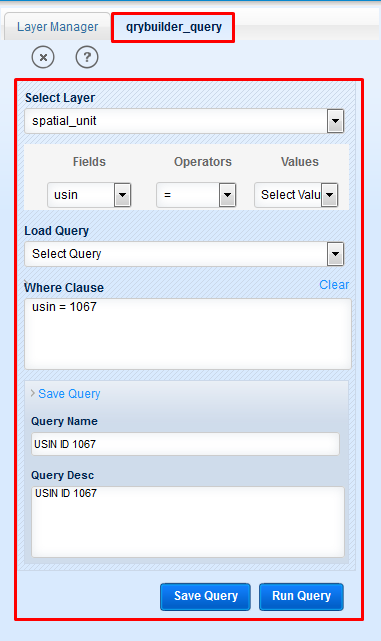 Layer Manager qrybuilder_query
?
Select Layer
spatial_unit
Fields Operators Values
usin = Select Valu
Load Query
Select Query
Where Clause Clear
usin = 1067
Save Query
Query Name
USIN ID 1067
Query Desc
USIN ID 1067
Save Query Run Query